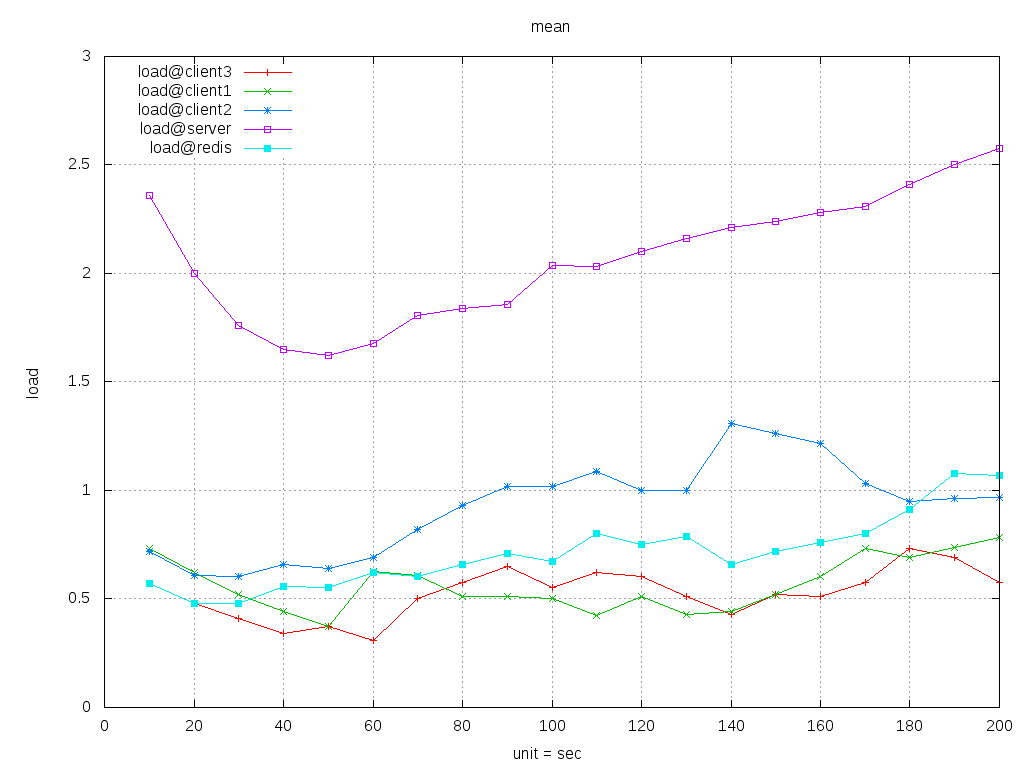 mean
3
load@client3
load@client1
load@client2
load@server
load@redis
2.5
2
1.5
load
1
0.5
0
0 20 40 60 80 100 120 140 160 180 200
unit = sec